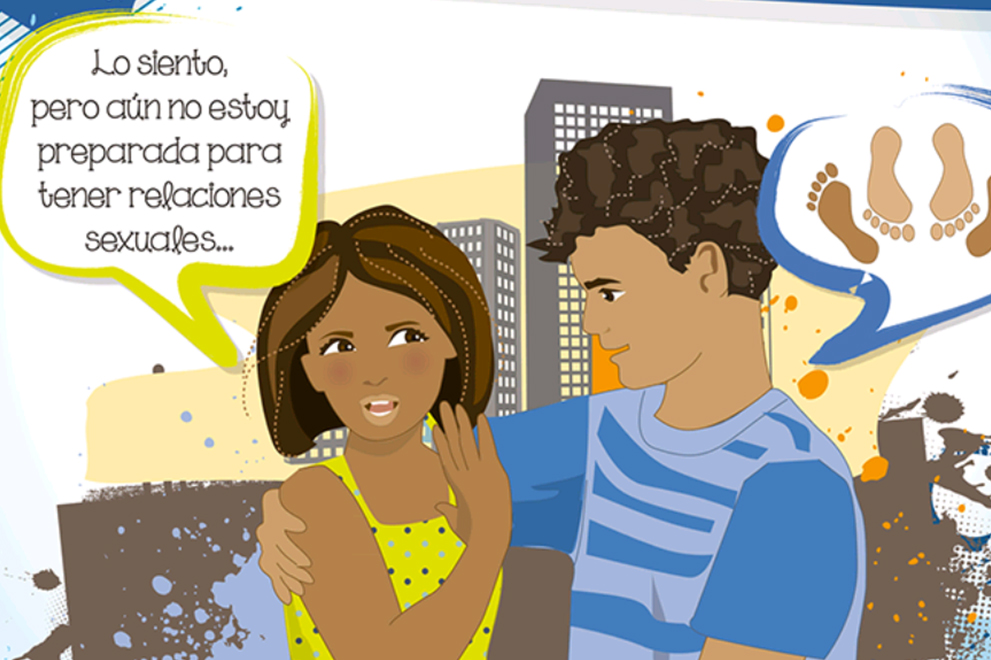 Lo siento,
pero aún no estoy
preparada para
tener relaciones
sexuales...